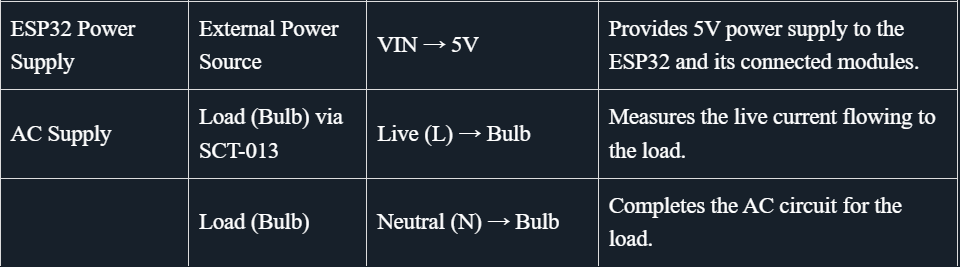 ESP32 Power
Supply
External Power
Source
VIN → 5V
Provides 5V power supply to the
ESP32 and its connected modules.
AC Supply
Load (Bulb) via
SCT-013
Live (L) → Bulb
Measures the live current flowing to
the load.
Load (Bulb)
Neutral (N) → Bulb
Completes the AC circuit for the
load.